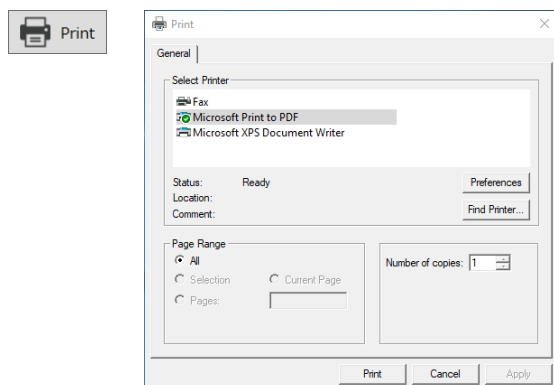 Print
Print
General
Select Printer
Fax
Microsoft Print to PDF
Microsoft XPS Document Writer
Status: Ready
Preferences
Location:
Comment:
Find Printer...
Page Range
All
Selection Current Page
Pages:
Number of copies: 1
Print Cancel Apply